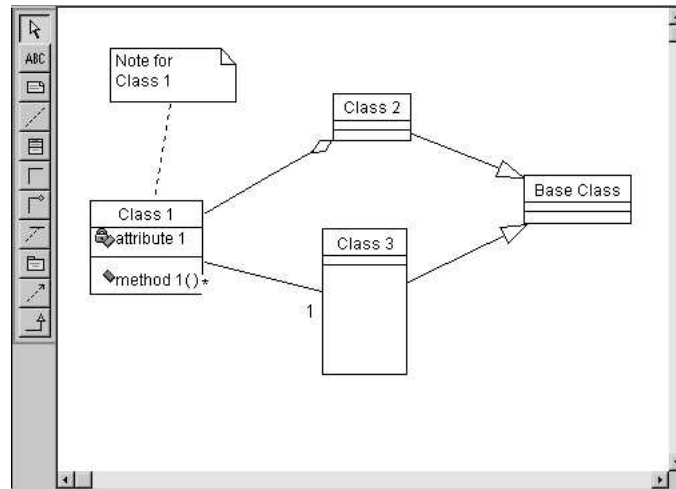 ABC
Note for
Class 1
Class 2
Base Class
Class 1
attribute 1
method 1()*
Class 3
1